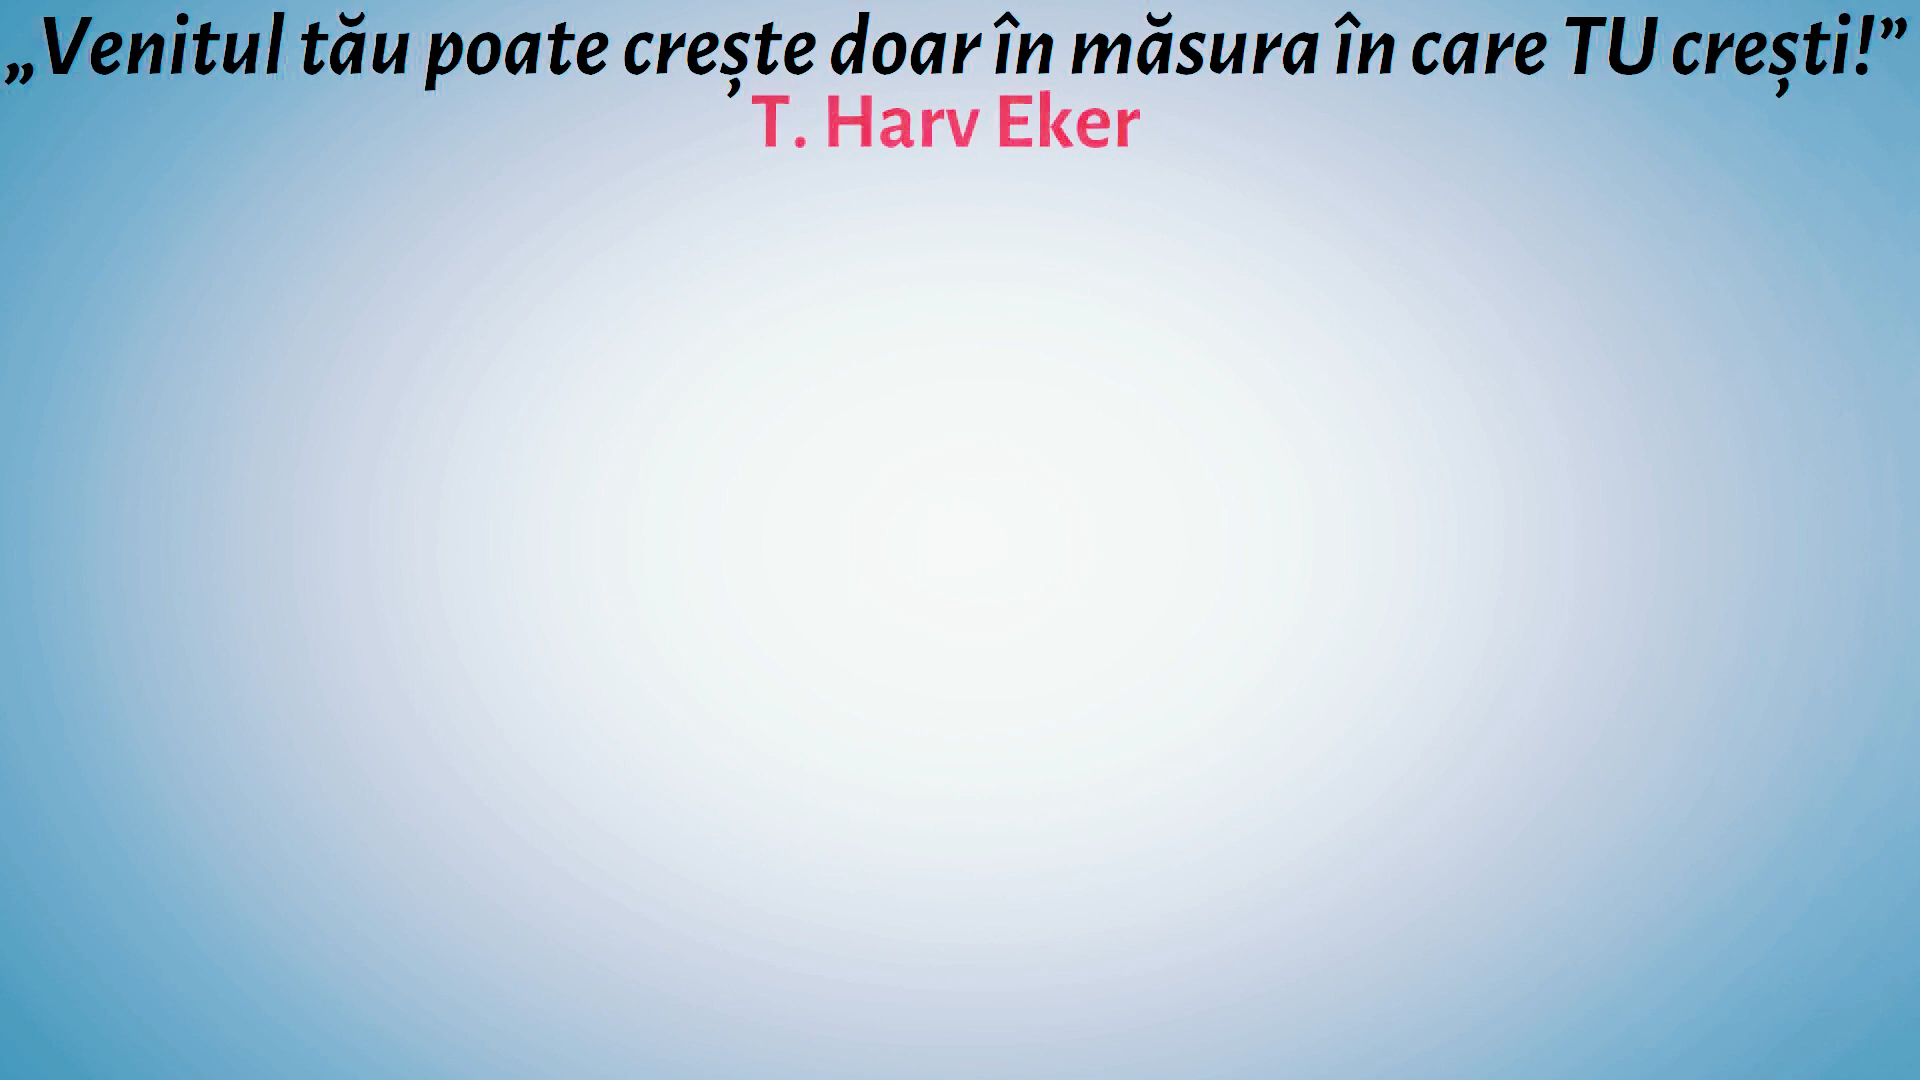 „Venitul tău poate crește doar în măsura în care TU crești!”
T. Harv Eker